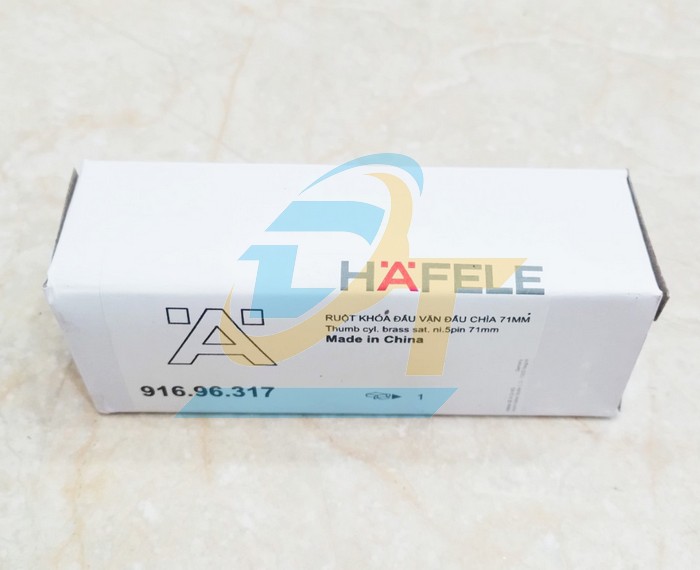 HÄFELE
Ä
RUỘT KHÓA ĐẦU VẶN ĐẦU CHÌA 71MM
Thumb cyl. brass sat. ni.5pin 71mm
Made in China
916.96.317
1